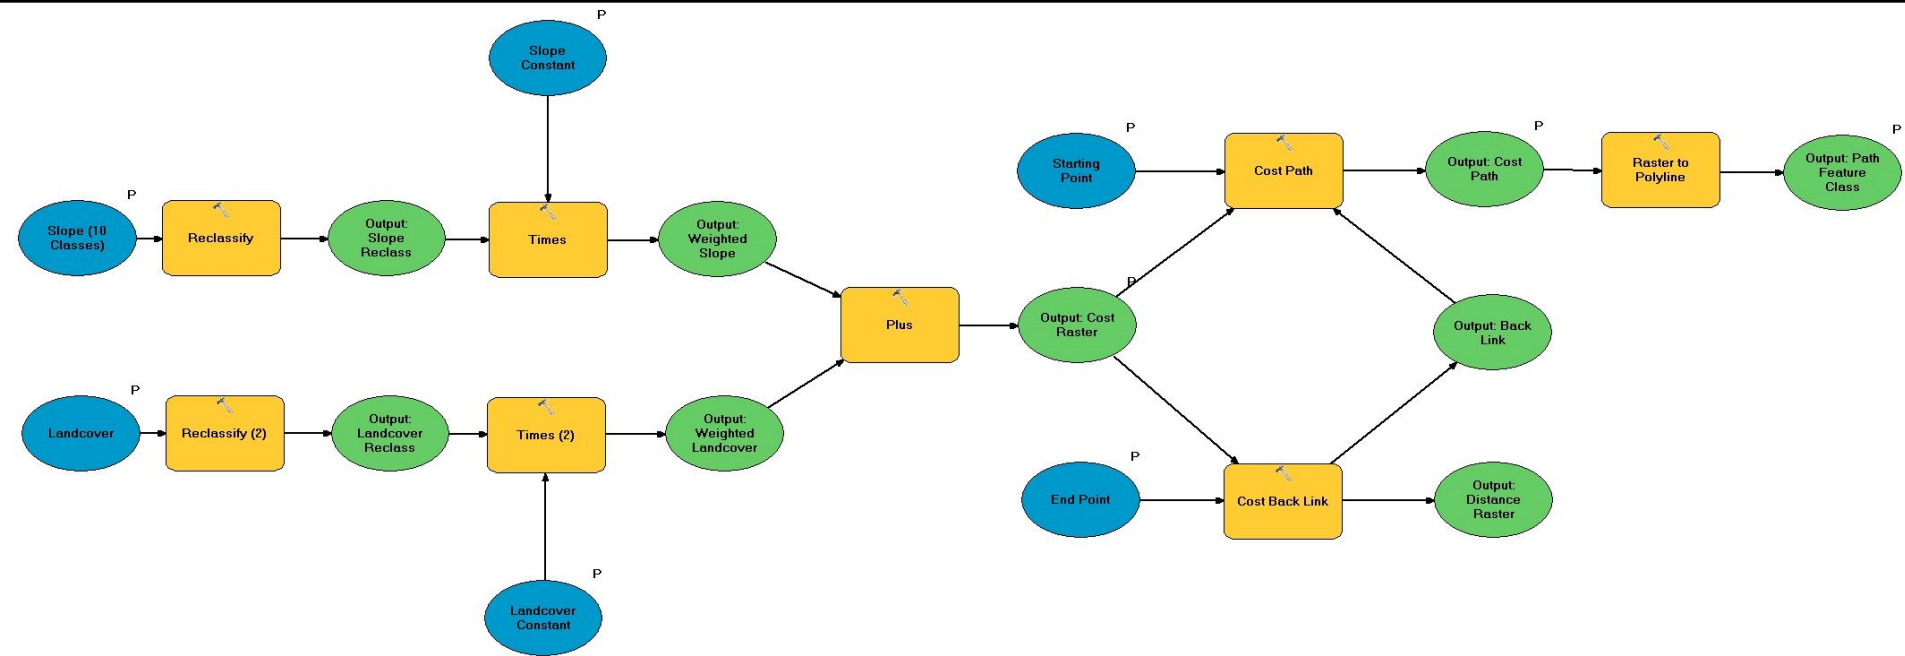 P
Slope
Constant
P
Slope (10
Classes)
Reclassify
Output:
Slope
Reclass
Times
Output:
Weighted
Slope
Plus
P
Landcover
Reclassify (2)
Output:
Landcover
Reclass
Times (2)
Output:
Weighted
Landcover
P
Landcover
Constant
P
Starting
Point
Cost Path
P
Output: Cost
Path
Raster to
Polyline
P
Output: Path
Feature
Class
P
Output: Cost
Raster
Output: Back
Link
P
End Point
Cost Back Link
Output:
Distance
Raster